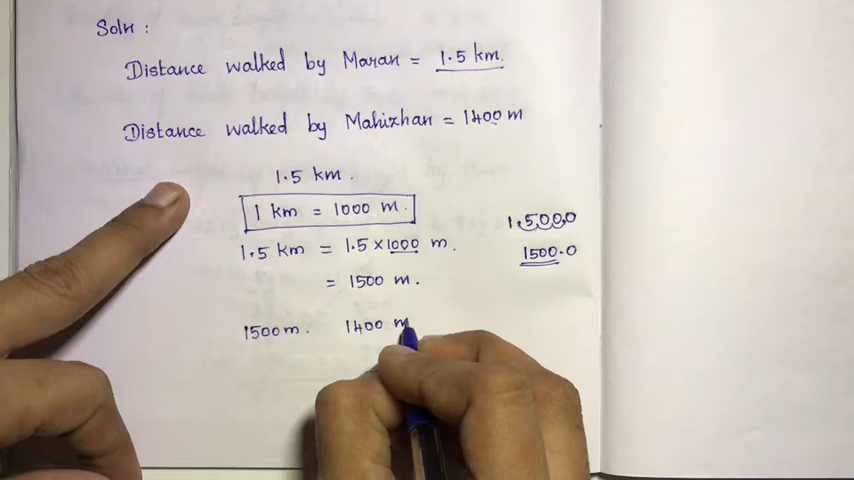 Soln :
Distance walked by Maran = 1.5 km.
Distance walked by Mahizhan = 1400 m
1.5 km.
1 km = 1000 m.
1.5 km = 1.5 × 1000 m.
= 1500 m.
1.5000
1500.0
1500 m. 1400 m